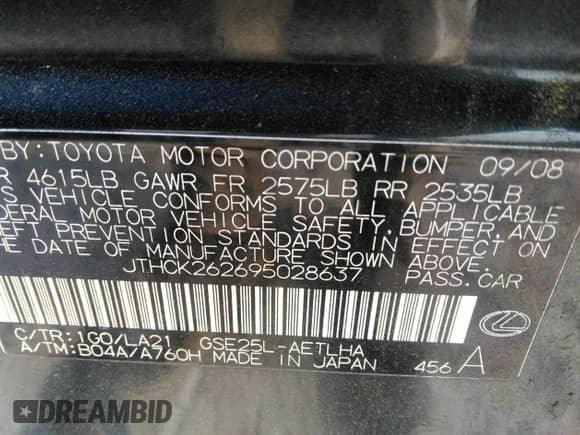 BY: TOYOTA MOTOR CORPORATION 09/08
R 4615LB GAWR FR 2575LB RR 2535LB
S VEHICLE CONFORMS TO ALL APPLICABLE
DERAL MOTOR VEHICLE SAFETY, BUMPER, AND
EFT PREVENTION STANDARDS IN EFFECT ON
DATE OF MANUFACTURE SHOWN ABOVE.
JTHCK262695028637 PASS. CAR
C/TR: 1G0/LA21 GSE25L-AETLHA
A/TM: B04A/A760H MADE IN JAPAN 456 A
DREAMBID